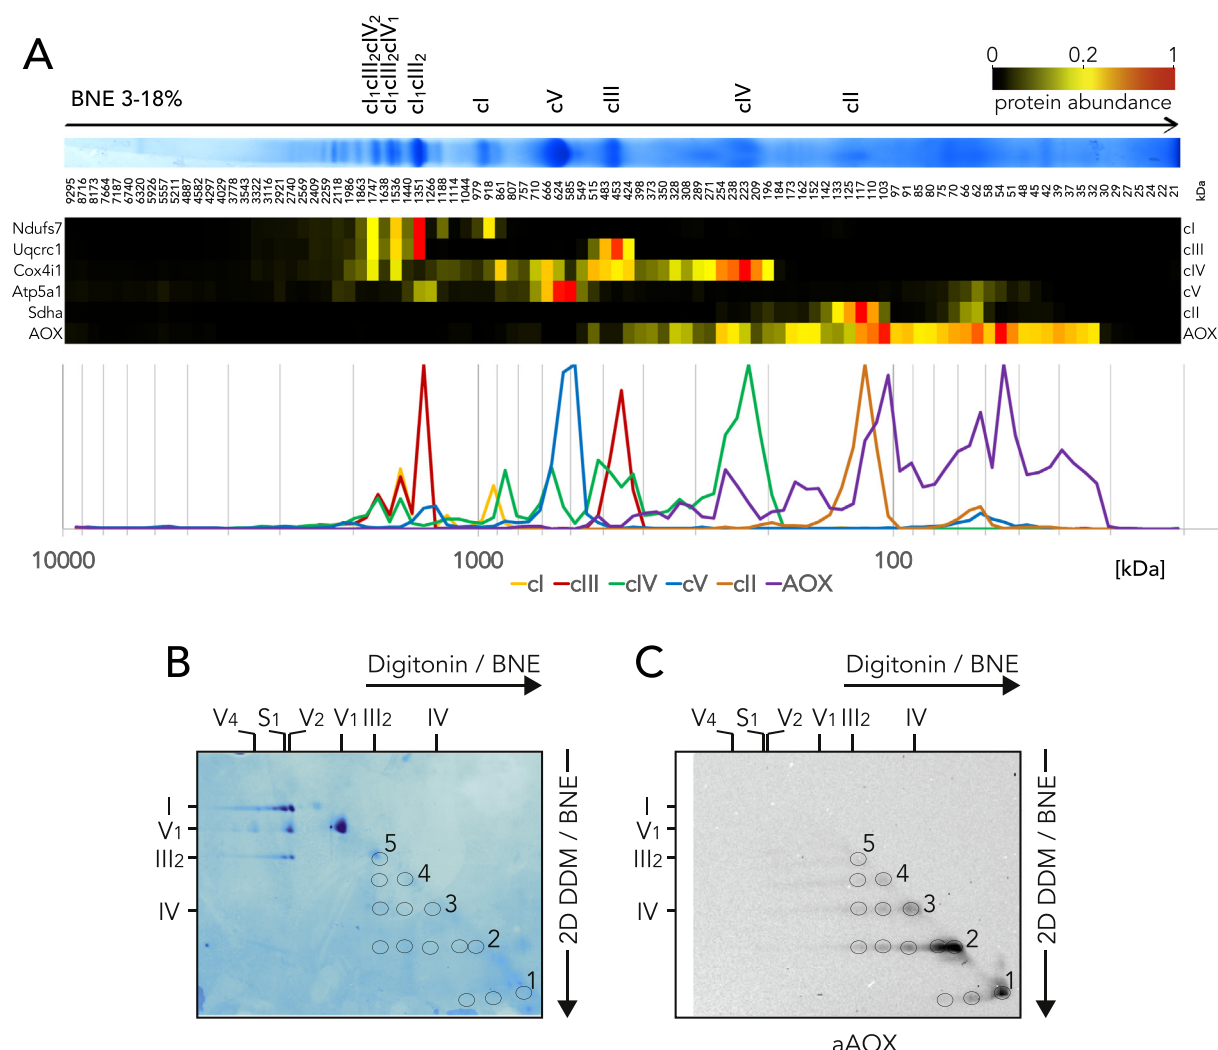 A
cI₁cIII₂cIV₂
cI₁cIII₂cIV₁
cI₁cIII₂
cI
cV
cIII
cIV
cII
0 0.2 1
protein abundance
BNE 3-18%
9295 8716 8173 7664 7187 6740 6320 5926 5557 5211 4887 4582 4297 4029 3778 3543 3322 3116 2921 2740 2569 2409 2259 2118 1986 1863 1747 1638 1536 1440 1351 1266 1188 1114 1044 979 918 861 807 757 710 666 624 585 549 515 483 453 424 398 373 350 328 308 289 271 254 238 223 209 196 184 173 162 152 142 133 125 117 110 103 97 91 85 80 75 70 66 62 58 54 51 48 45 42 39 37 35 32 30 29 27 25 24 22 21 kDa
Ndufs7 cI
Uqcrc1 cIII
Cox4i1 cIV
Atp5a1 cV
Sdha cII
AOX AOX
10000 1000 100 [kDa]
cI cIII cIV cV cII AOX
B
Digitonin / BNE
V4 S1 V2 V1 III2 IV
I
V1
III2
IV
5
4
3
2
1
2D DDM / BNE
C
Digitonin / BNE
V4 S1 V2 V1 III2 IV
I
V1
III2
IV
5
4
3
2
1
2D DDM / BNE
aAOX